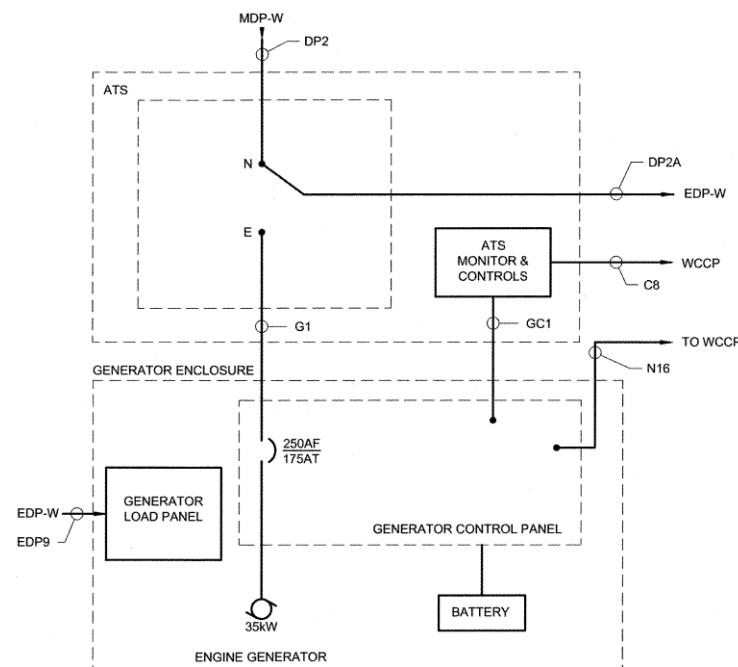 MDP-W
DP2
ATS
N
DP2A
EDP-W
E
ATS
MONITOR &
CONTROLS
WCCP
C8
G1
GC1
TO WCCP
N16
GENERATOR ENCLOSURE
250AF
175AT
GENERATOR
LOAD PANEL
EDP-W
EDP9
GENERATOR CONTROL PANEL
BATTERY
35kW
ENGINE GENERATOR